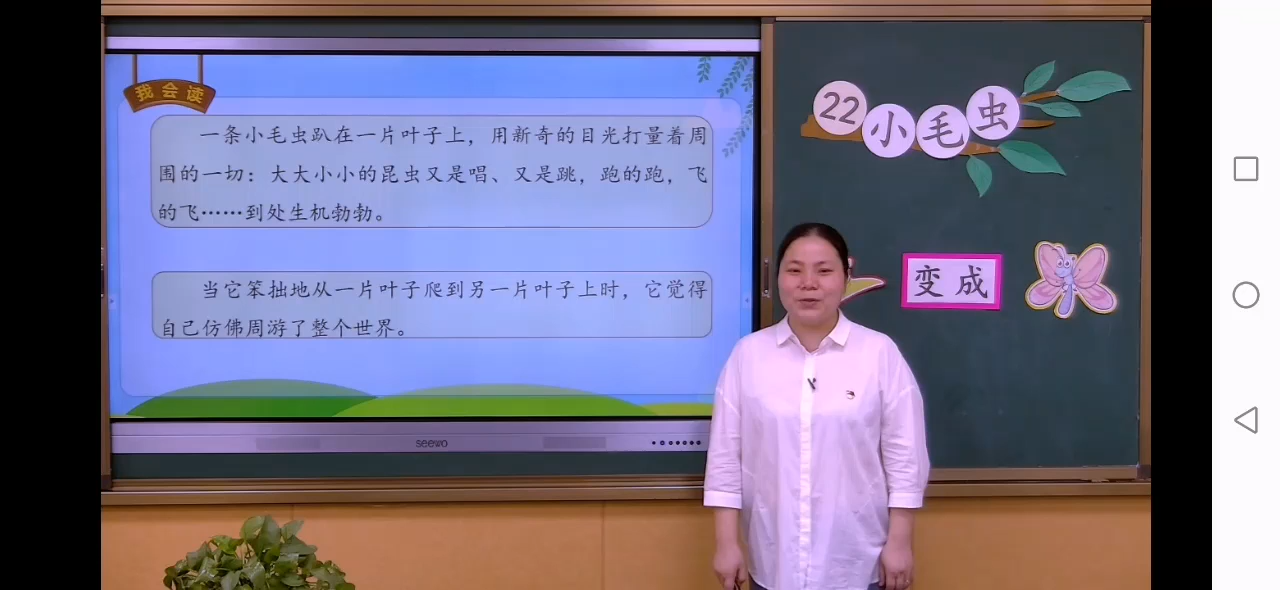 我会读
一条小毛虫趴在一片叶子上，用新奇的目光打量着周
围的一切：大大小小的昆虫又是唱、又是跳，跑的跑，飞
的飞……到处生机勃勃。
当它笨拙地从一片叶子爬到另一片叶子上时，它觉得
自己仿佛周游了整个世界。
seewo
22
小毛虫
变成